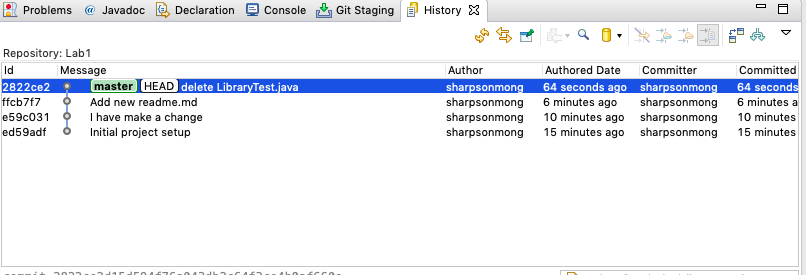 Problems @ Javadoc Declaration Console Git Staging History
Repository: Lab1
Id Message Author Authored Date Committer Committed
2822ce2 master HEAD delete LibraryTest.java sharpsonmong 64 seconds ago sharpsonmong 64 seconds
ffcb7f7 Add new readme.md sharpsonmong 6 minutes ago sharpsonmong 6 minutes a
e59c031 I have make a change sharpsonmong 10 minutes ago sharpsonmong 10 minutes
ed59adf Initial project setup sharpsonmong 15 minutes ago sharpsonmong 15 minutes